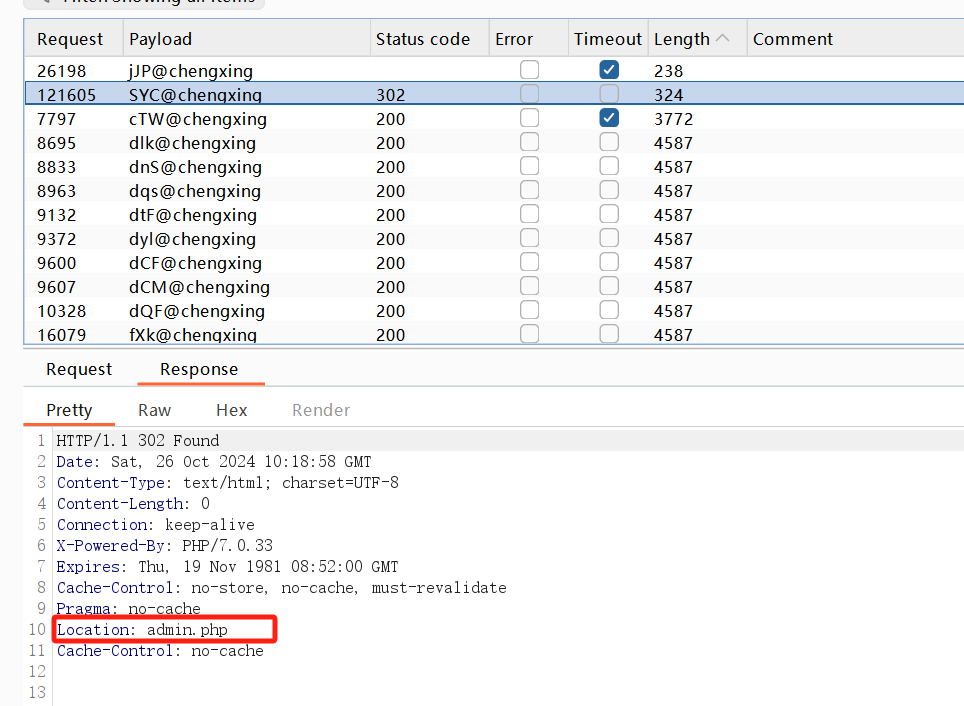 Filter: Showing all items
Request Payload Status code Error Timeout Length Comment
26198 jJP@chengxing 238
121605 SYC@chengxing 302 324
7797 cTW@chengxing 200 3772
8695 dlk@chengxing 200 4587
8833 dnS@chengxing 200 4587
8963 dqs@chengxing 200 4587
9132 dtF@chengxing 200 4587
9372 dyl@chengxing 200 4587
9600 dCF@chengxing 200 4587
9607 dCM@chengxing 200 4587
10328 dQF@chengxing 200 4587
16079 fXk@chengxing 200 4587
Request Response
Pretty Raw Hex Render
1 HTTP/1.1 302 Found
2 Date: Sat, 26 Oct 2024 10:18:58 GMT
3 Content-Type: text/html; charset=UTF-8
4 Content-Length: 0
5 Connection: keep-alive
6 X-Powered-By: PHP/7.0.33
7 Expires: Thu, 19 Nov 1981 08:52:00 GMT
8 Cache-Control: no-store, no-cache, must-revalidate
9 Pragma: no-cache
10 Location: admin.php
11 Cache-Control: no-cache
12
13